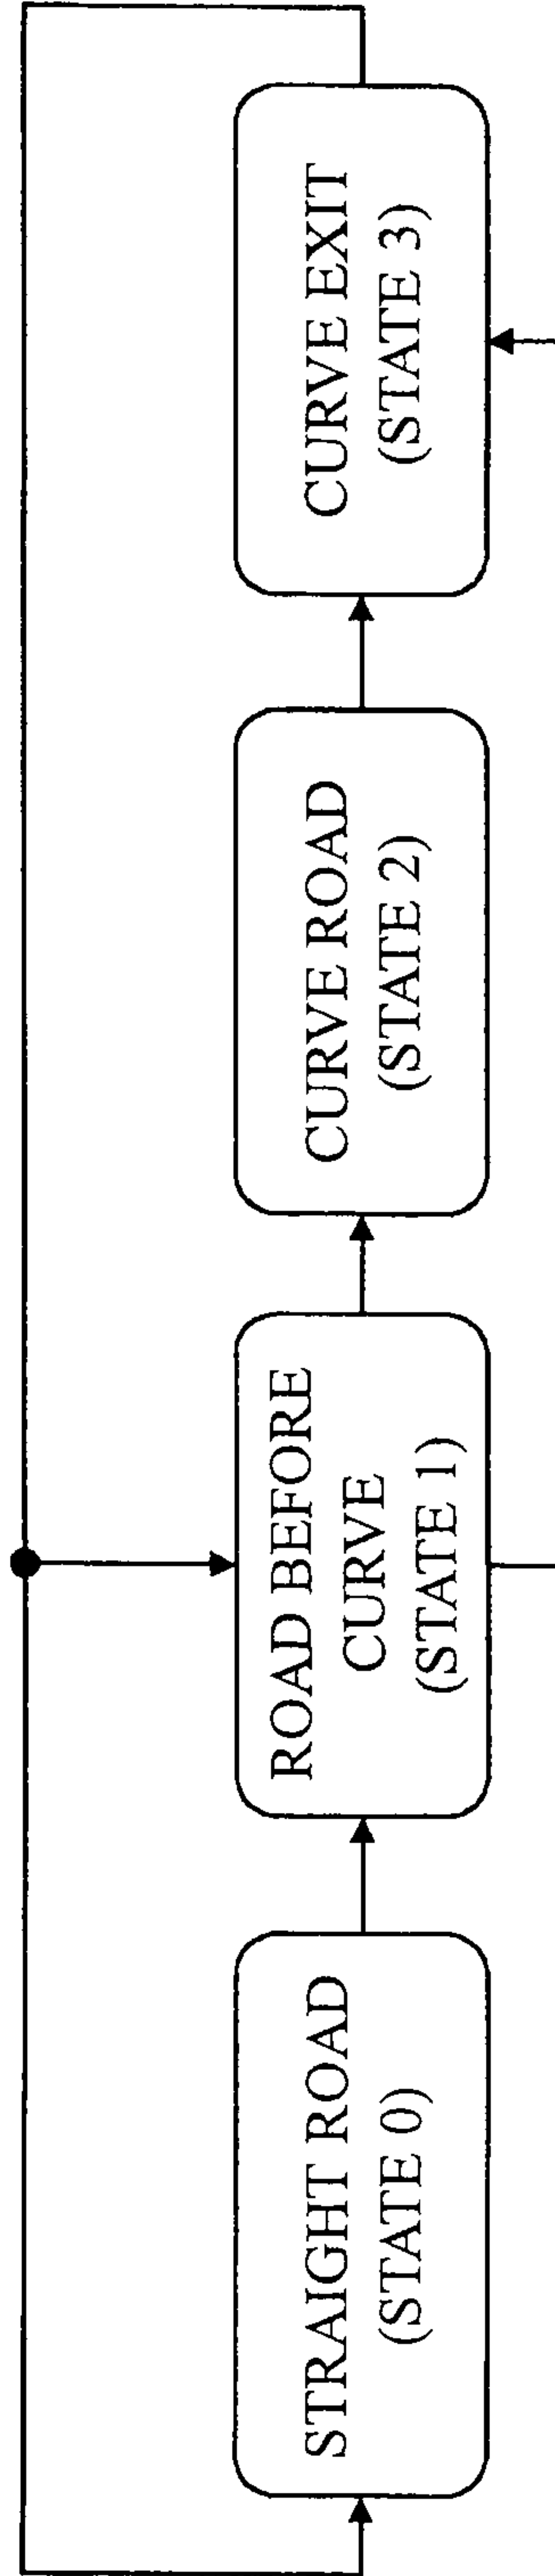 STRAIGHT ROAD
(STATE 0)
ROAD BEFORE
CURVE
(STATE 1)
CURVE ROAD
(STATE 2)
CURVE EXIT
(STATE 3)